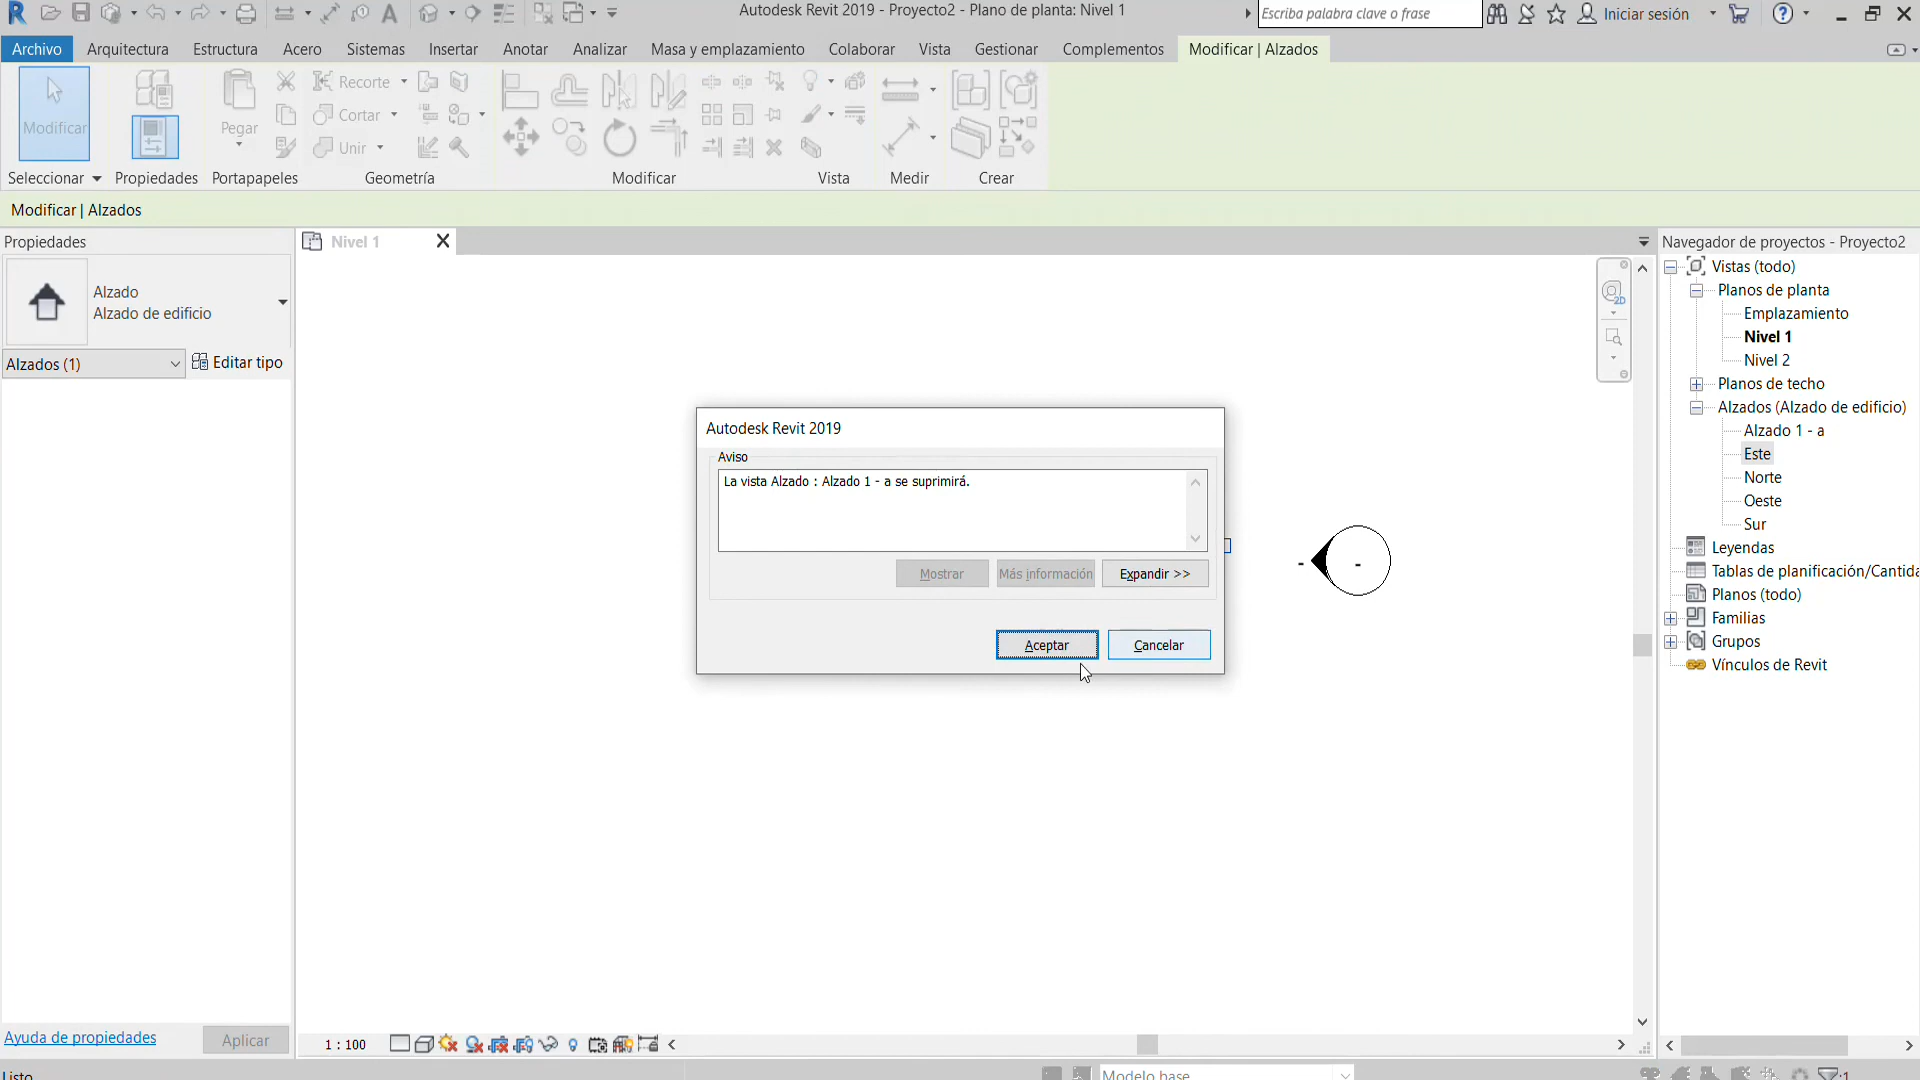 Autodesk Revit 2019 - Proyecto2 - Plano de planta: Nivel 1
Escriba palabra clave o frase
Iniciar sesión
Archivo Arquitectura Estructura Acero Sistemas Insertar Anotar Analizar Masa y emplazamiento Colaborar Vista Gestionar Complementos Modificar | Alzados
Modificar
Pegar
Recorte
Cortar
Unir
Seleccionar Propiedades Portapapeles Geometría Modificar Vista Medir Crear
Modificar | Alzados
Propiedades
Alzado
Alzado de edificio
Alzados (1)
Editar tipo
Ayuda de propiedades
Aplicar
Nivel 1
2D
Autodesk Revit 2019
Aviso
La vista Alzado : Alzado 1 - a se suprimirá.
Mostrar Más información Expandir >>
Aceptar Cancelar
- -
1 : 100
Navegador de proyectos - Proyecto2
Vistas (todo)
Planos de planta
Emplazamiento
Nivel 1
Nivel 2
Planos de techo
Alzados (Alzado de edificio)
Alzado 1 - a
Este
Norte
Oeste
Sur
Leyendas
Tablas de planificación/Cantida
Planos (todo)
Familias
Grupos
Vínculos de Revit
Listo
Modelo base
:1